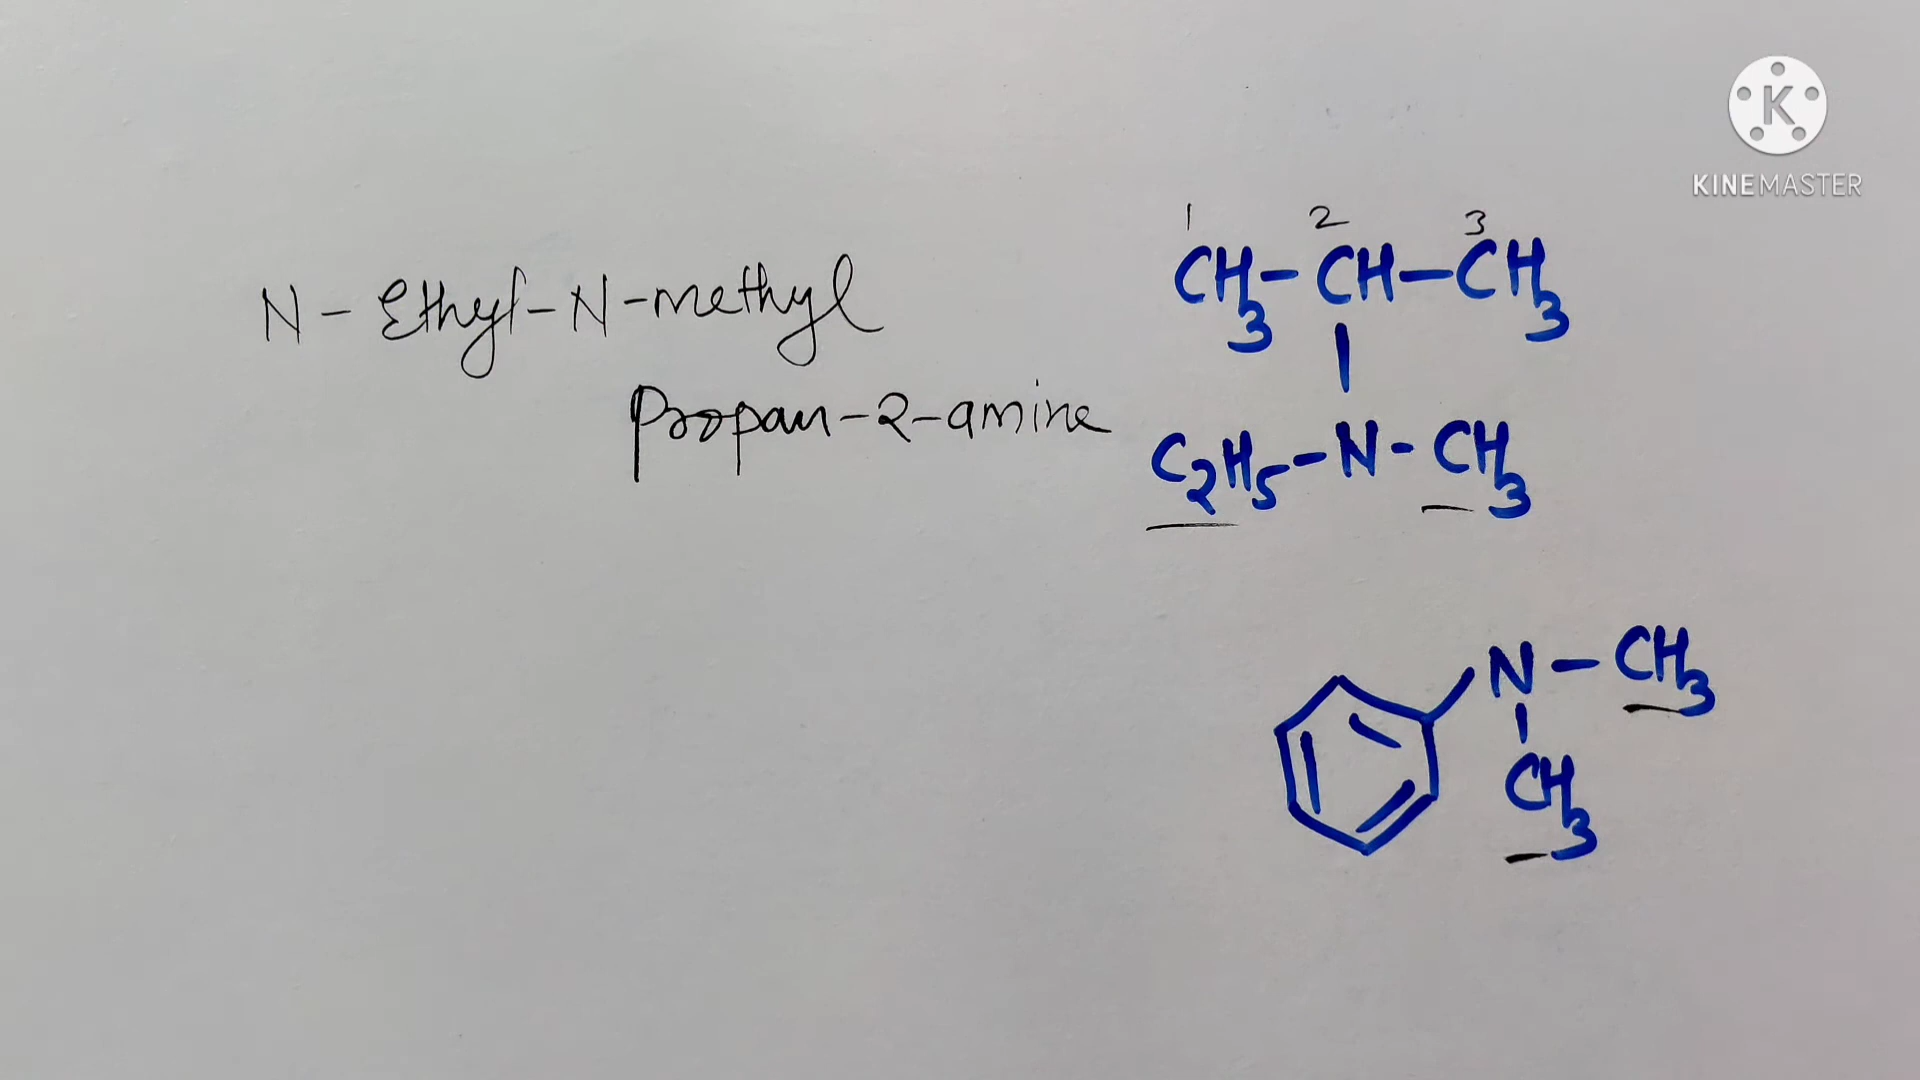 K
KINEMASTER
N - Ethyl - N - methyl
Propan - 2 - amine
1 2 3
CH3 - CH - CH3
C2H5 - N - CH3
N - CH3
CH3